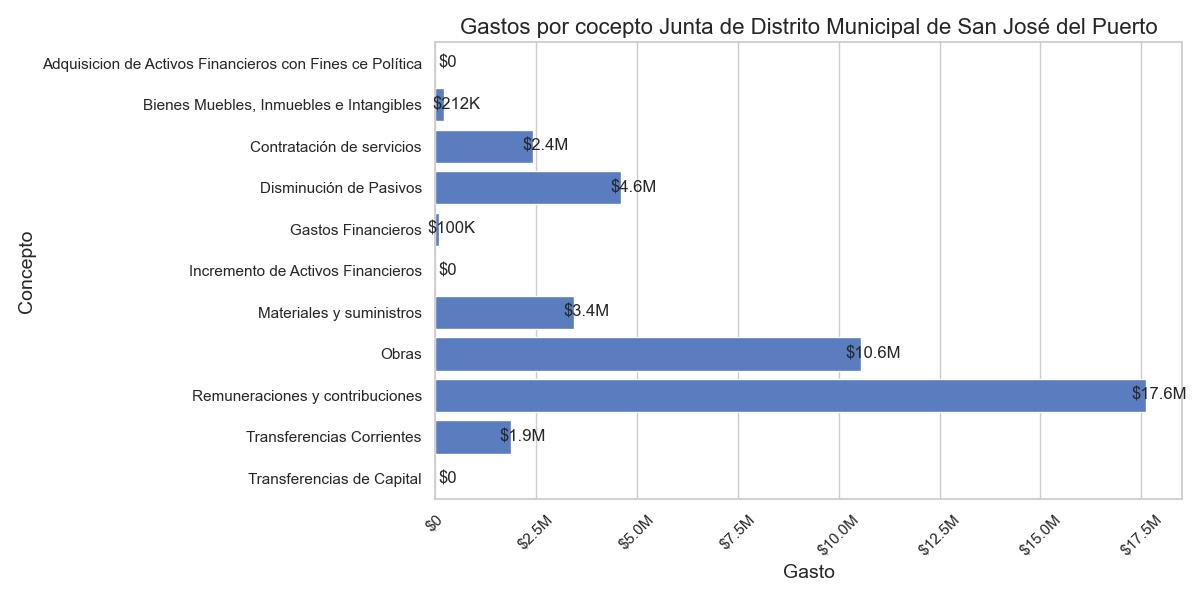 Gastos por cocepto Junta de Distrito Municipal de San José del Puerto
Adquisicion de Activos Financieros con Fines ce Política $0
Bienes Muebles, Inmuebles e Intangibles $212K
Contratación de servicios $2.4M
Disminución de Pasivos $4.6M
Gastos Financieros $100K
Incremento de Activos Financieros $0
Materiales y suministros $3.4M
Obras $10.6M
Remuneraciones y contribuciones $17.6M
Transferencias Corrientes $1.9M
Transferencias de Capital $0
Concepto
$0 $2.5M $5.0M $7.5M $10.0M $12.5M $15.0M $17.5M
Gasto